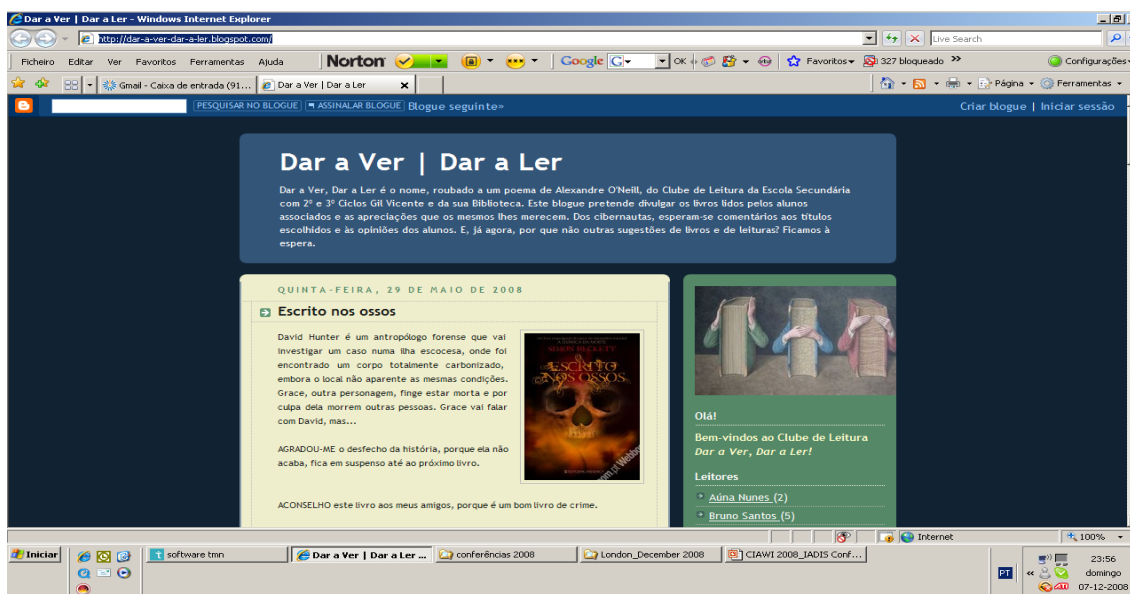 Dar a Ver | Dar a Ler - Windows Internet Explorer
http://dar-a-ver-dar-a-ler.blogspot.com/
Live Search
Ficheiro Editar Ver Favoritos Ferramentas Ajuda
Norton
Google G
OK
Favoritos
327 bloqueado
Configurações
Gmail - Caixa de entrada (91...
Dar a Ver | Dar a Ler
Página
Ferramentas
PESQUISAR NO BLOGUE
ASSINALAR BLOGUE
Blogue seguinte»
Criar blogue | Iniciar sessão
Dar a Ver | Dar a Ler
Dar a Ver, Dar a Ler é o nome, roubado a um poema de Alexandre O'Neill, do Clube de Leitura da Escola Secundária
com 2º e 3º Ciclos Gil Vicente e da sua Biblioteca. Este blogue pretende divulgar os livros lidos pelos alunos
associados e as apreciações que os mesmos lhes merecem. Dos cibernautas, esperam-se comentários aos títulos
escolhidos e às opiniões dos alunos. E, já agora, por que não outras sugestões de livros e de leituras? Ficamos à
espera.
QUINTA-FEIRA, 29 DE MAIO DE 2008
Escrito nos ossos
David Hunter é um antropólogo forense que vai
investigar um caso numa ilha escocesa, onde foi
encontrado um corpo totalmente carbonizado,
embora o local não aparente as mesmas condições.
Grace, outra personagem, finge estar morta e por
culpa dela morrem outras pessoas. Grace vai falar
com David, mas...
AGRADOU-ME o desfecho da história, porque ela não
acaba, fica em suspenso até ao próximo livro.
ACONSELHO este livro aos meus amigos, porque é um bom livro de crime.
SIMON BECKETT
ESCRITO
NOS OSSOS
Olá!
Bem-vindos ao Clube de Leitura
Dar a Ver, Dar a Ler!
Leitores
Aúna Nunes (2)
Bruno Santos (5)
Internet
100%
Iniciar
software tmn
Dar a Ver | Dar a Ler ...
conferências 2008
London_December 2008
CIAWI 2008_IADIS Conf...
PT
23:56
domingo
07-12-2008